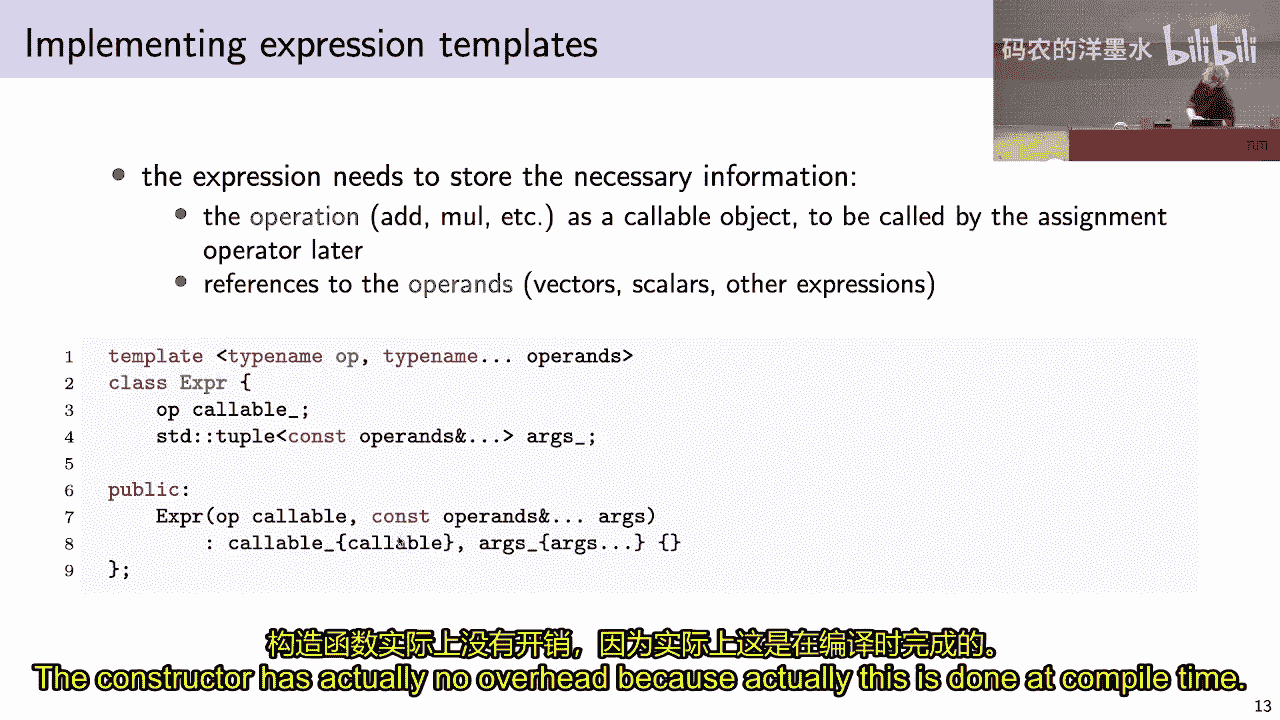 Implementing expression templates
码农的洋墨水 bilibili
nm
• the expression needs to store the necessary information:
• the operation (add, mul, etc.) as a callable object, to be called by the assignment
operator later
• references to the operands (vectors, scalars, other expressions)
1 template <typename op, typename... operands>
2 class Expr {
3 op callable_;
4 std::tuple<const operands&...> args_;
5
6 public:
7 Expr(op callable, const operands&... args)
8 : callable_{callable}, args_{args...} {}
9 };
构造函数实际上没有开销，因为实际上这是在编译时完成的。
The constructor has actually no overhead because actually this is done at compile time.
13